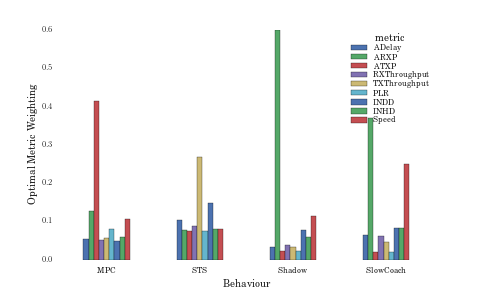 0.6
0.5
0.4
0.3
0.2
0.1
0.0
Optimal Metric Weighting
metric
ADelay
ARXP
ATXP
RXThroughput
TXThroughput
PLR
INDD
INHD
Speed
MPC STS Shadow SlowCoach
Behaviour